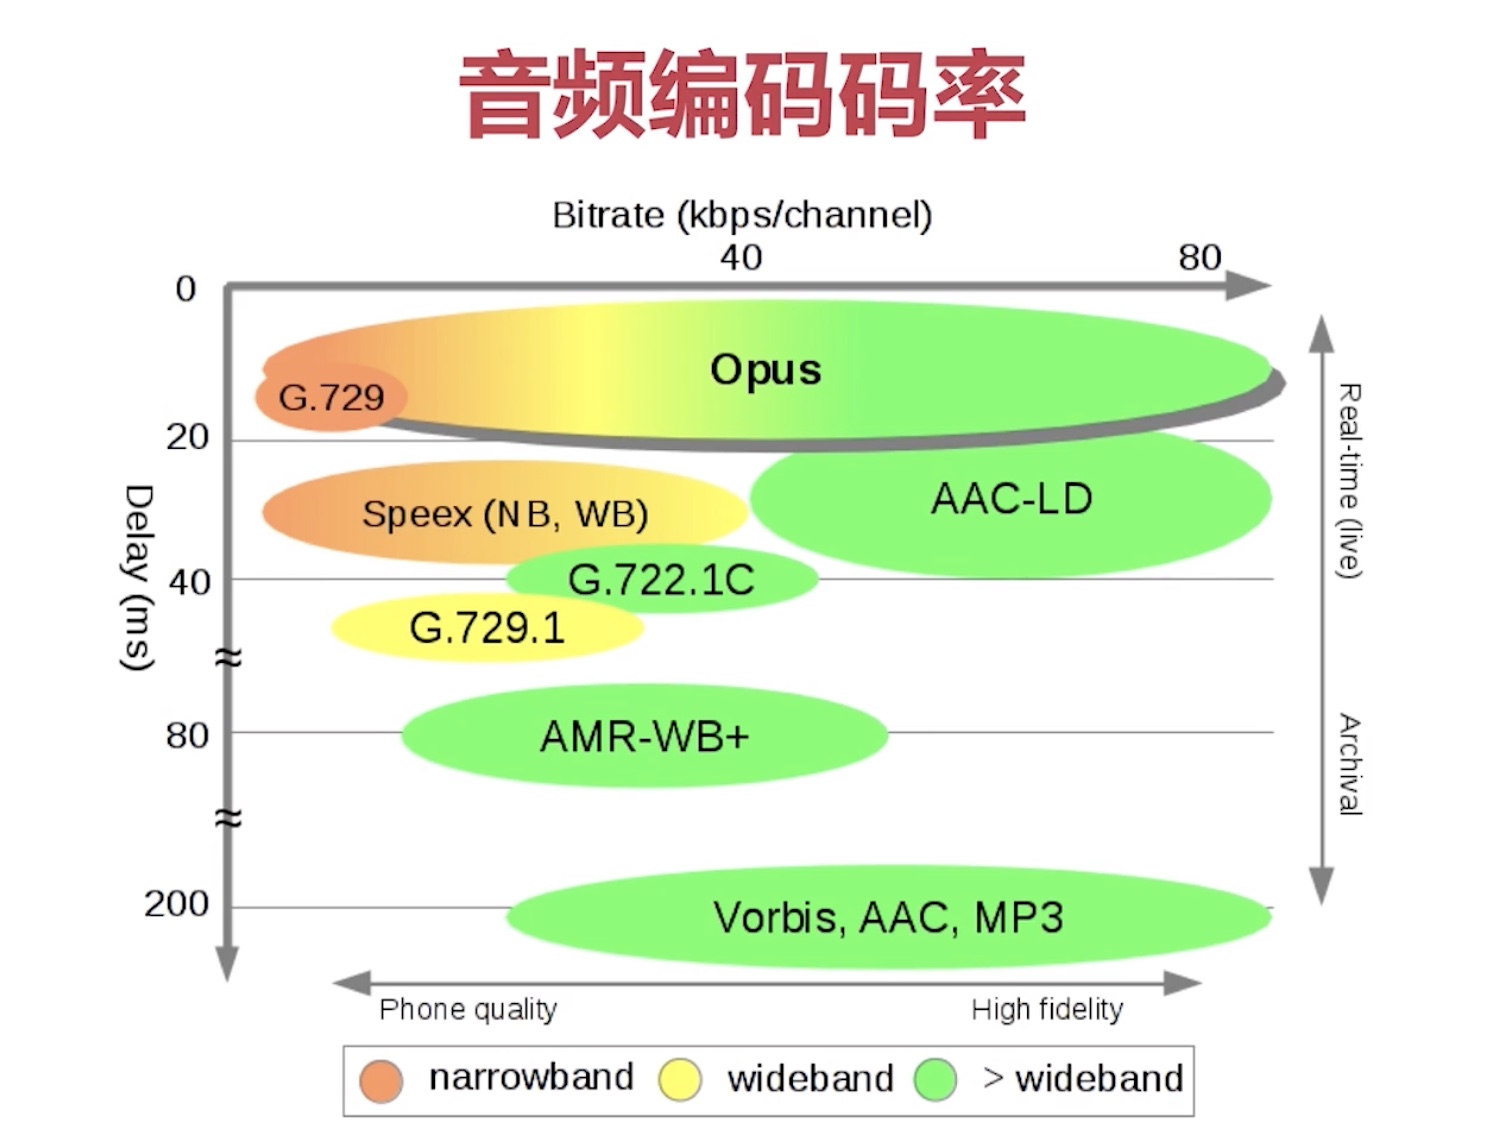 音频编码码率
Bitrate (kbps/channel)
40
80
0
Opus
G.729
20
Speex (NB, WB)
AAC-LD
40
G.722.1C
G.729.1
≈
80
AMR-WB+
≈
200
Vorbis, AAC, MP3
Delay (ms)
Real-time (live)
Archival
Phone quality
High fidelity
narrowband
wideband
> wideband